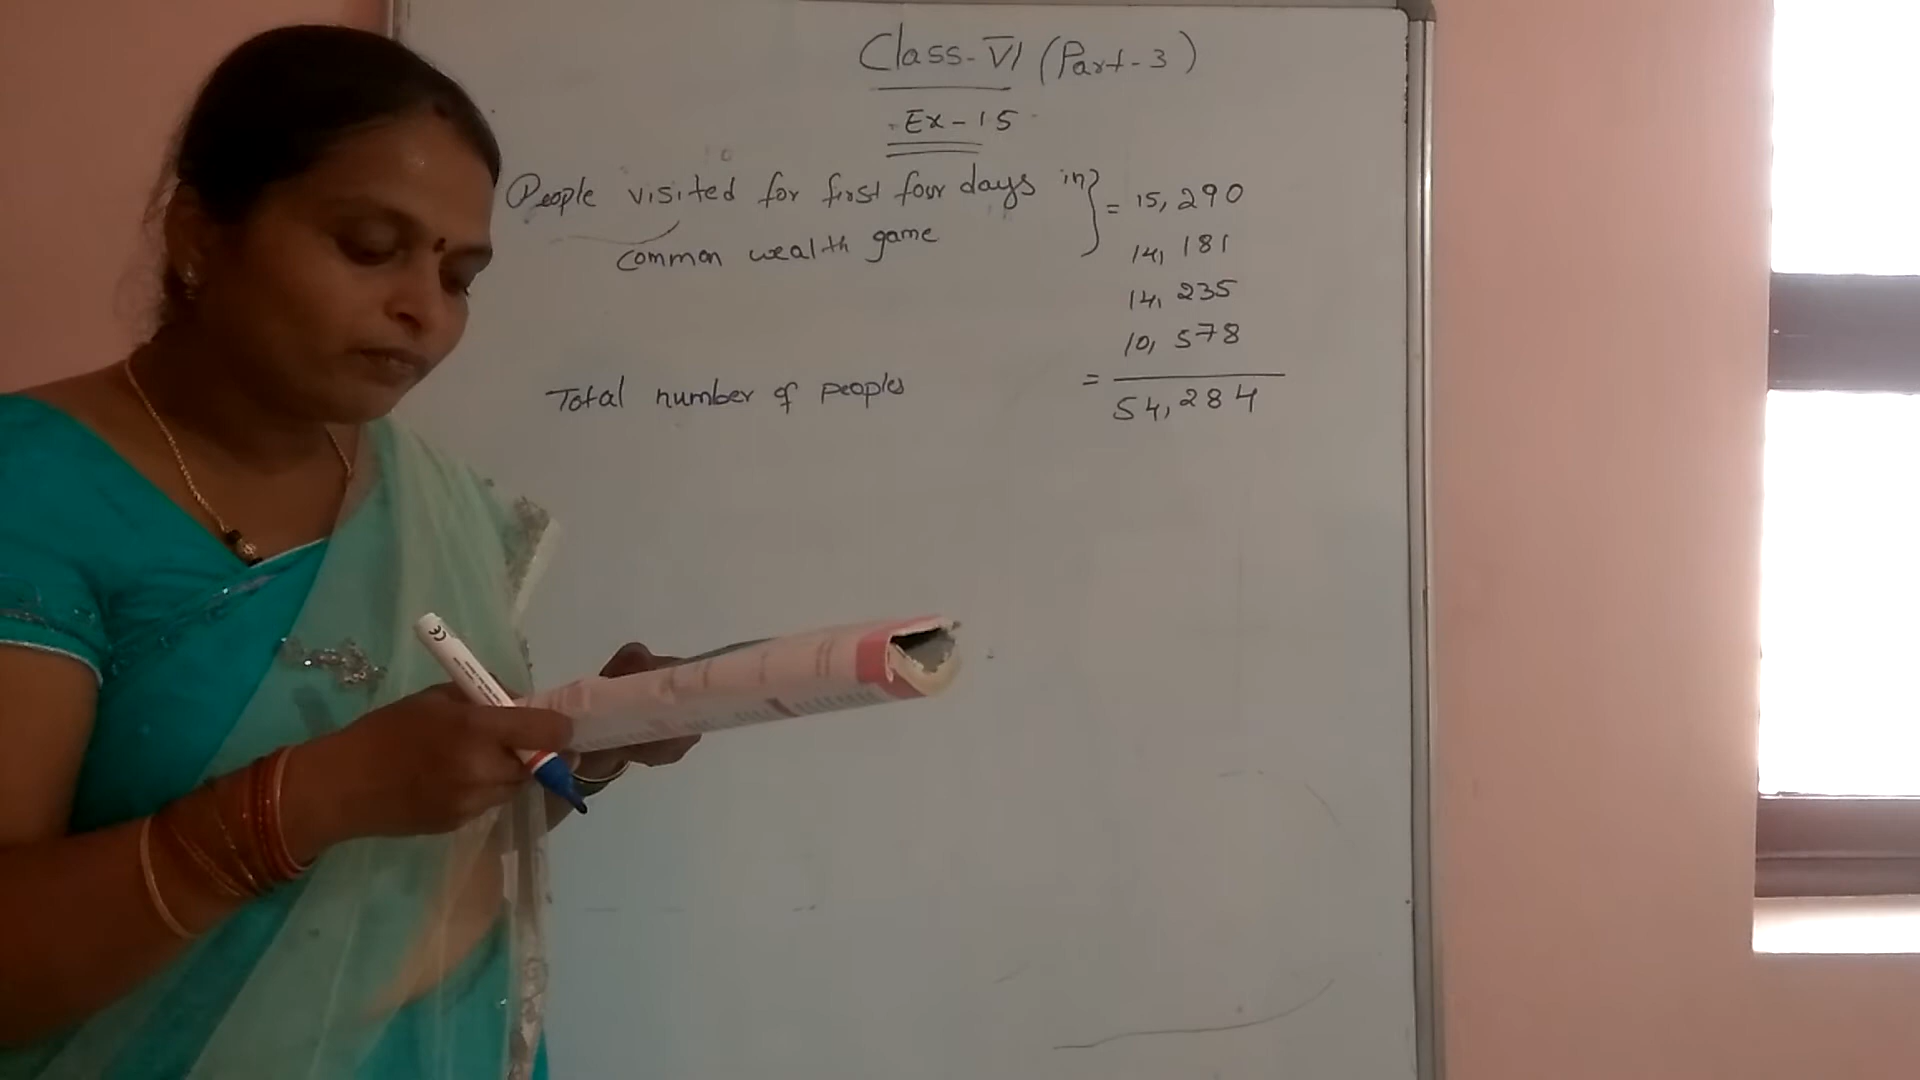 Class-VI (Part-3)
Ex-15
People visited for first four days in } = 15,290
common wealth game
14,181
14,235
10,578
Total number of peoples = 54,284